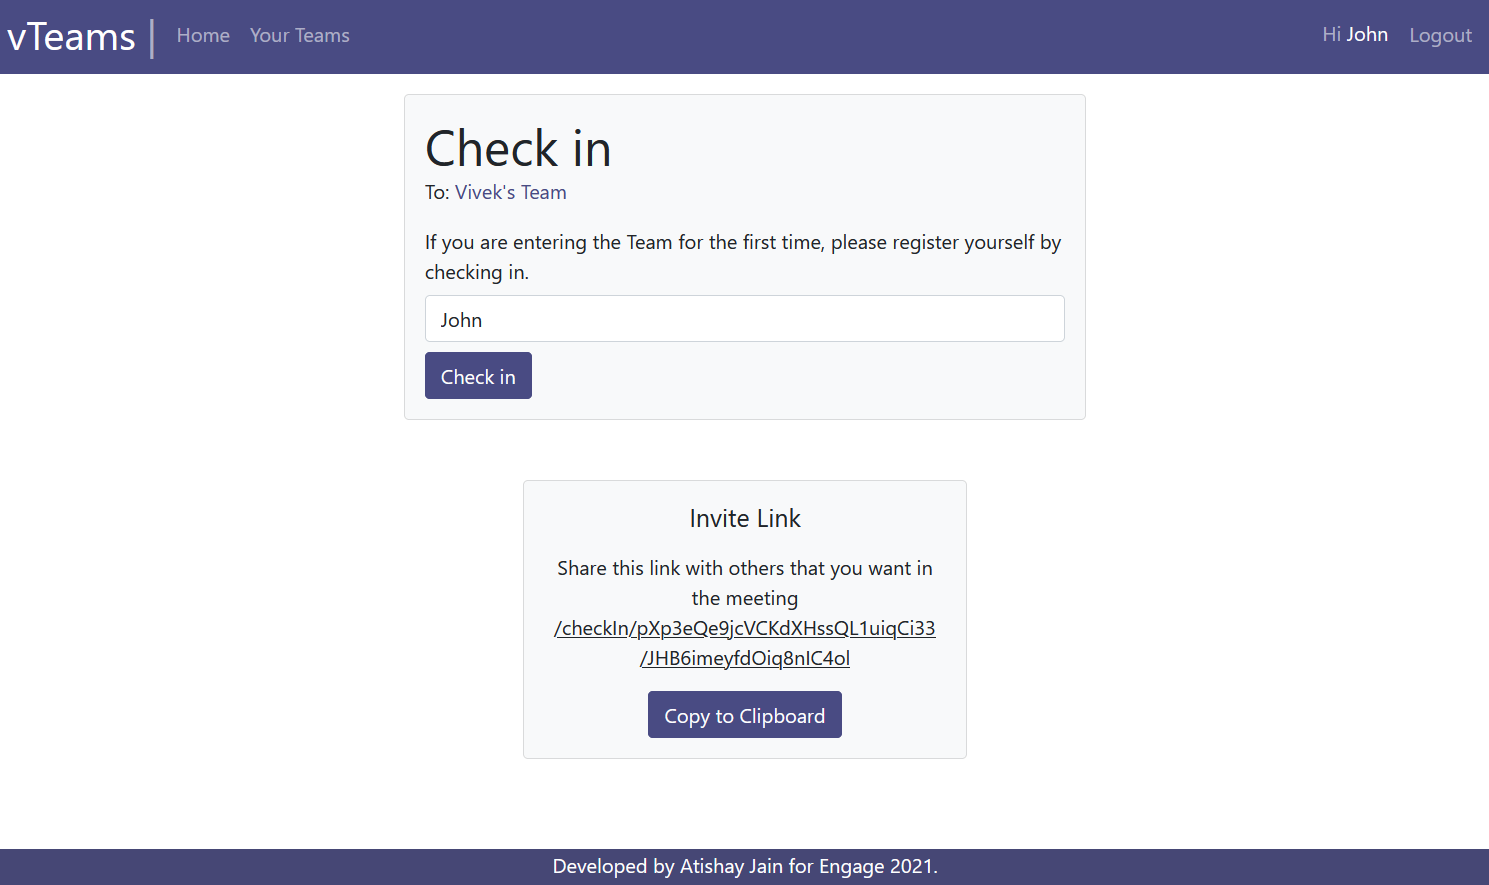 vTeams | Home Your Teams Hi John Logout
Check in
To: Vivek's Team
If you are entering the Team for the first time, please register yourself by
checking in.
John
Check in
Invite Link
Share this link with others that you want in
the meeting
/checkIn/pXp3eQe9jcVCKdXHssQL1uiqCi33
/JHB6imeyfdOiq8nIC4ol
Copy to Clipboard
Developed by Atishay Jain for Engage 2021.